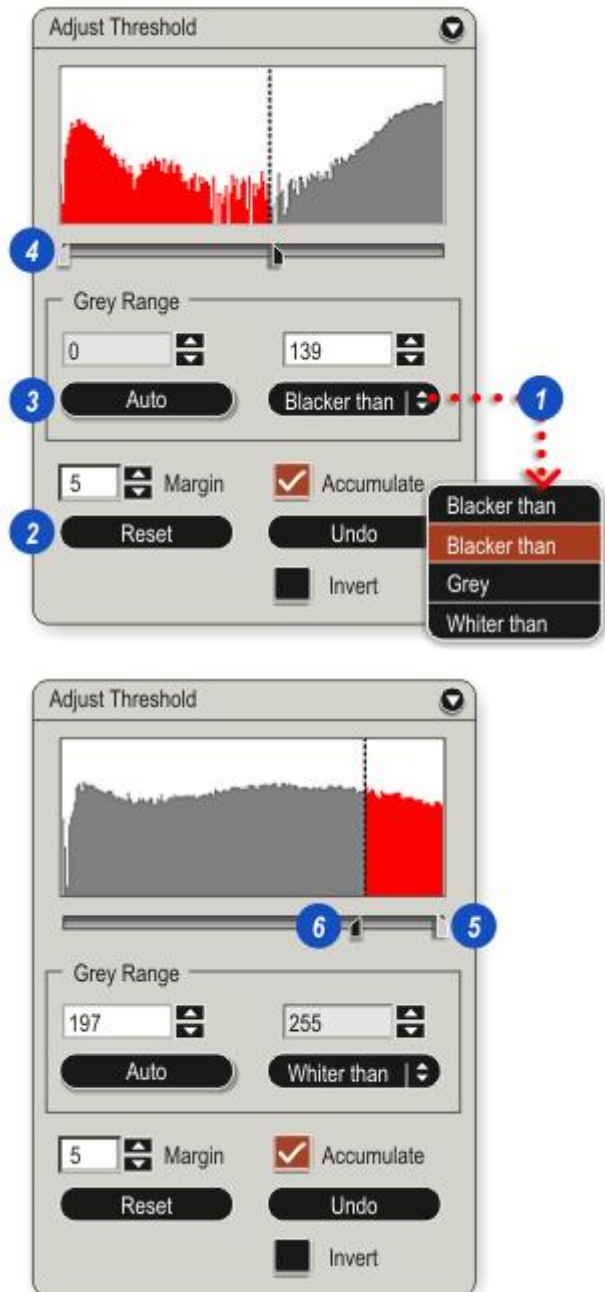 Adjust Threshold
4
Grey Range
0 139
3 Auto Blacker than 1
5 Margin Accumulate
2 Reset Undo
Invert
Blacker than
Blacker than
Grey
Whiter than
Adjust Threshold
6 5
Grey Range
197 255
Auto Whiter than
5 Margin Accumulate
Reset Undo
Invert